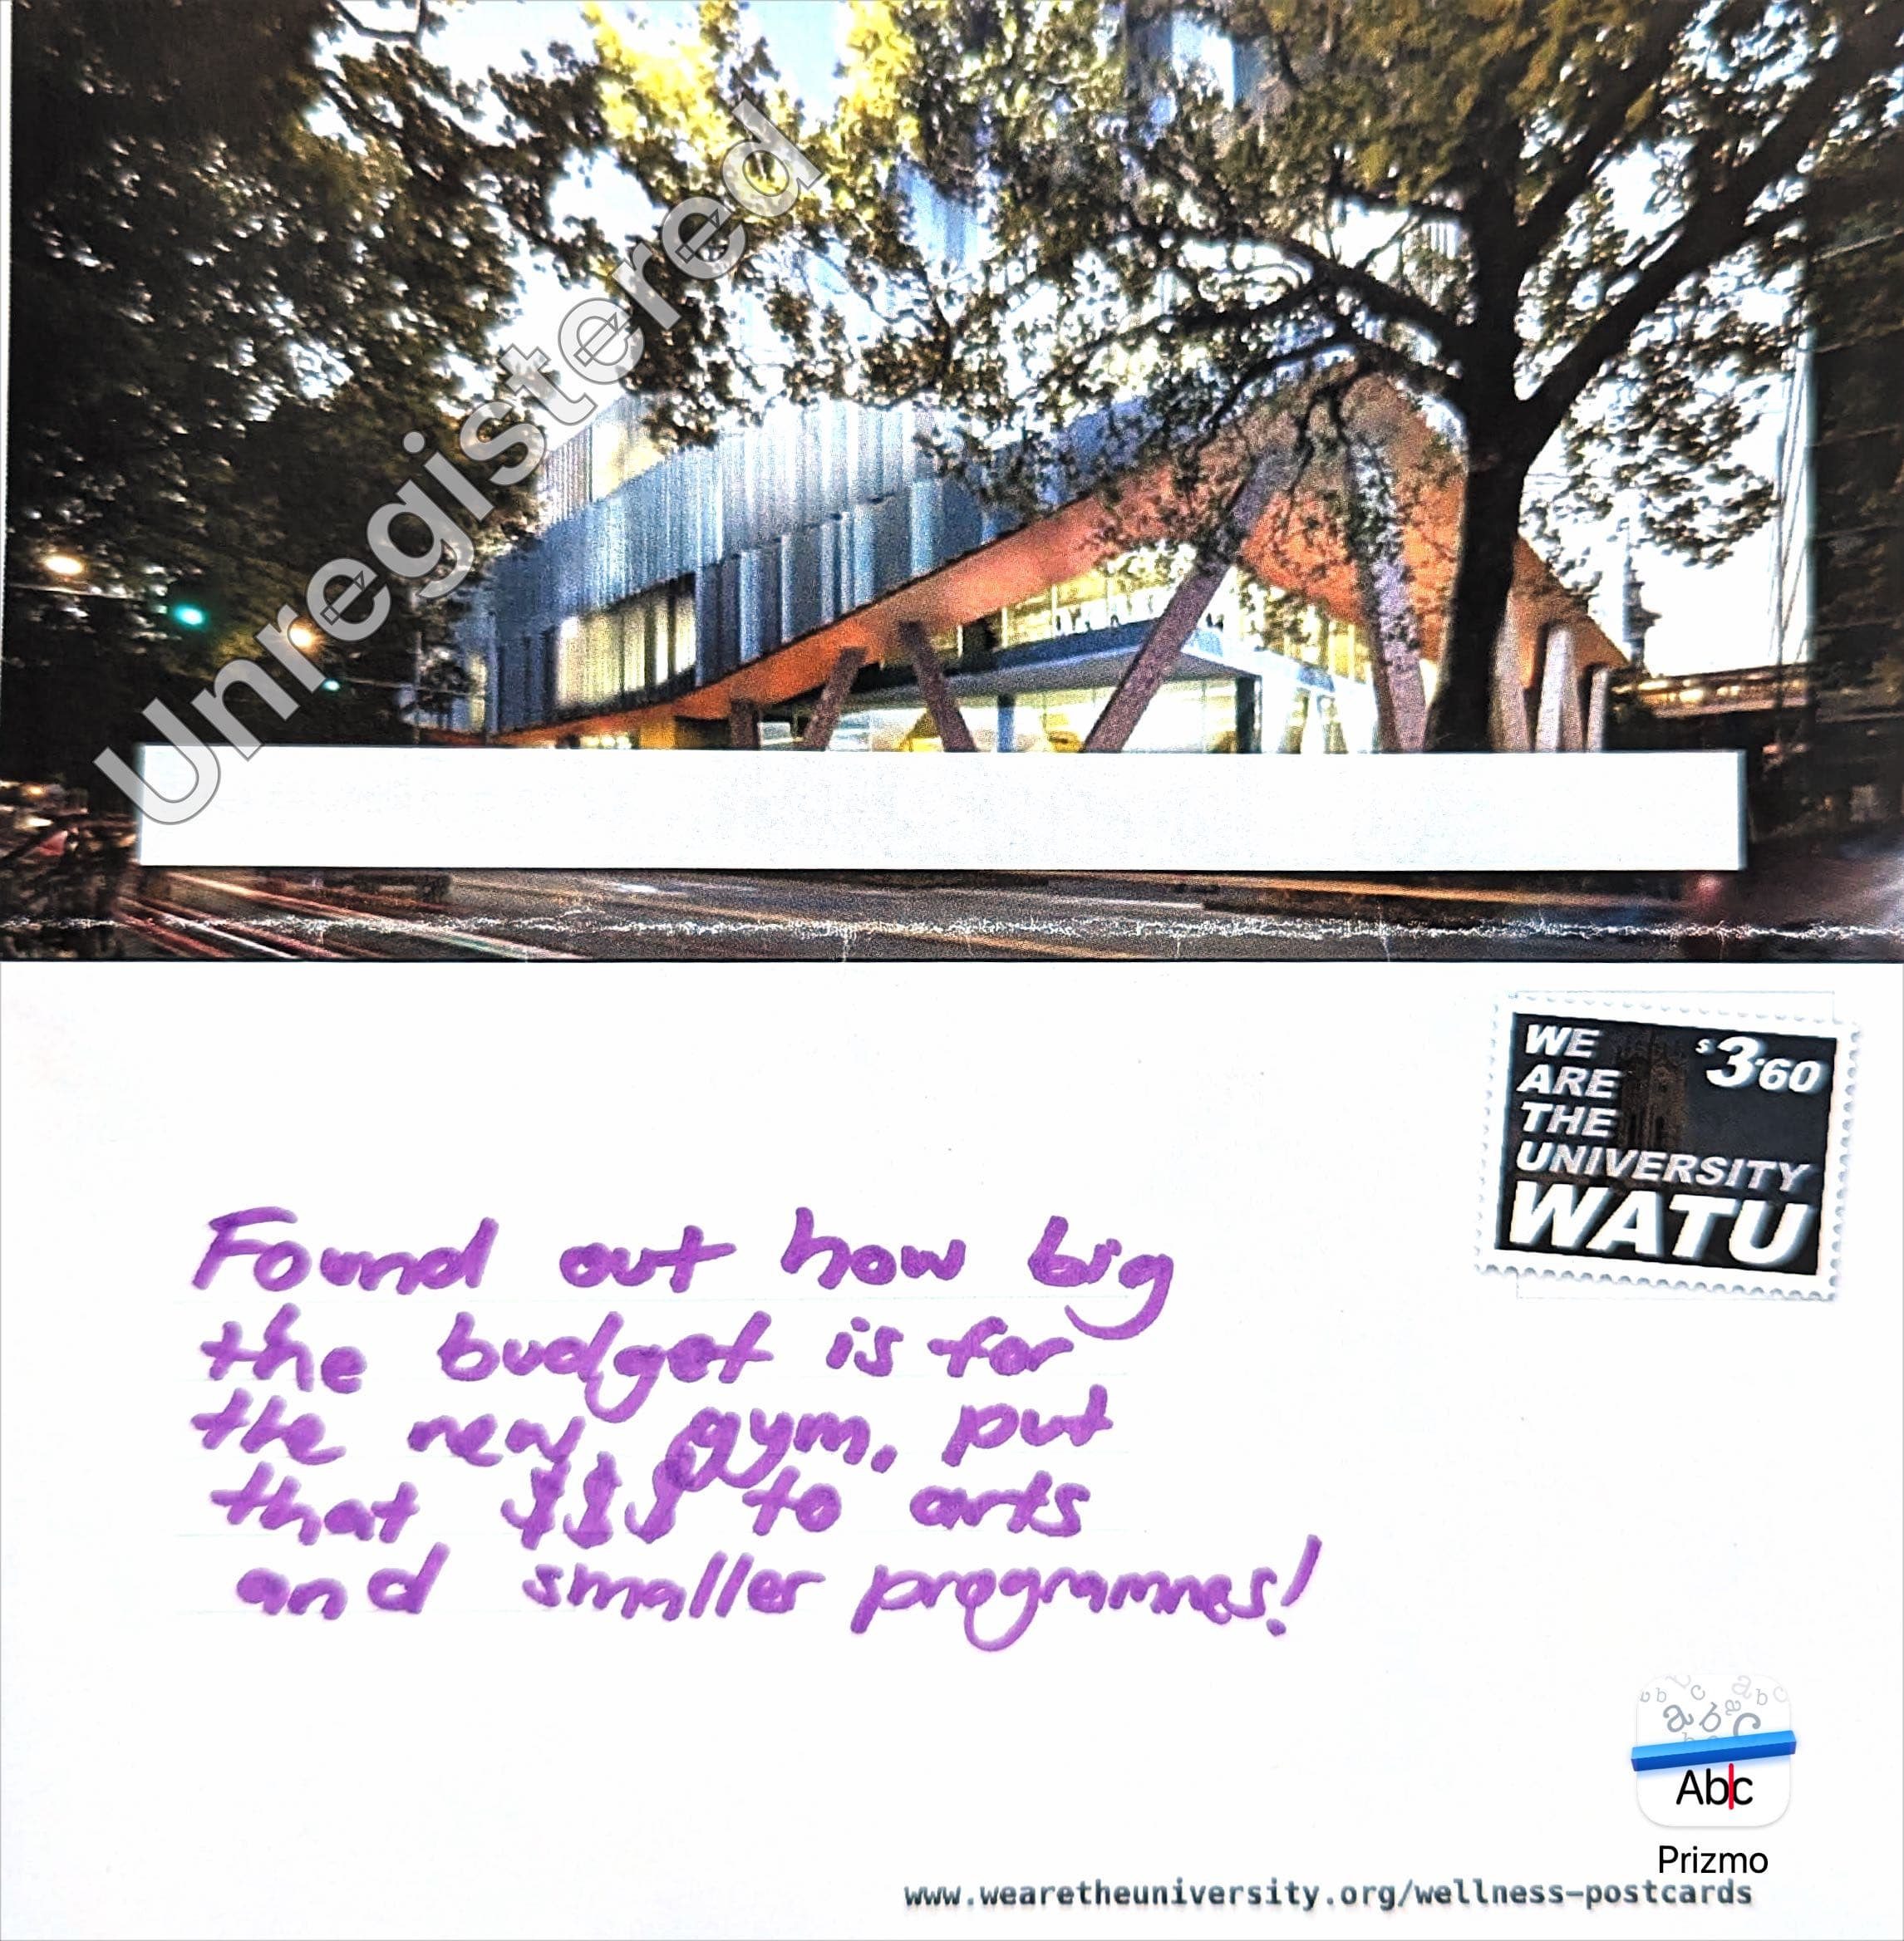 Unregistered
WE
ARE
THE
UNIVERSITY
WATU
$3.60
Found out how big
the budget is for
the new gym, put
that $$$ to arts
and smaller programmes!
abc
Abc
Prizmo
www.wearetheuniversity.org/wellness-postcards